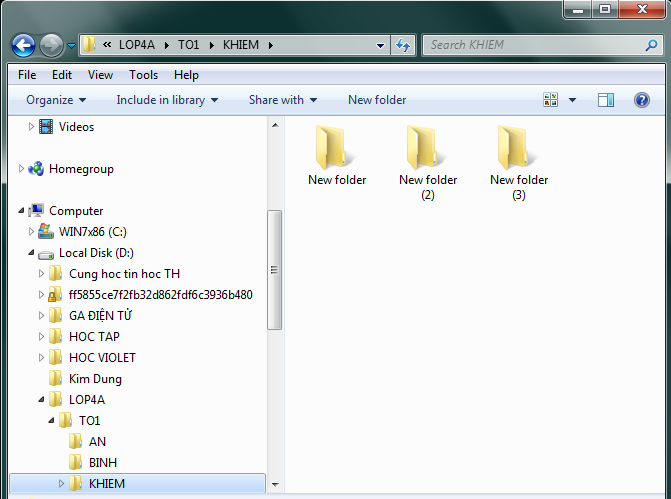 « LOP4A ▸ TO1 ▸ KHIEM ▸ Search KHIEM
File Edit View Tools Help
Organize Include in library Share with New folder
Videos
Homegroup
Computer
WIN7x86 (C:)
Local Disk (D:)
Cung hoc tin hoc TH
ff5855ce7f2fb32d862fdf6c3936b480
GA ĐIỆN TỬ
HOC TAP
HOC VIOLET
Kim Dung
LOP4A
TO1
AN
BINH
KHIEM
New folder
New folder
(2)
New folder
(3)